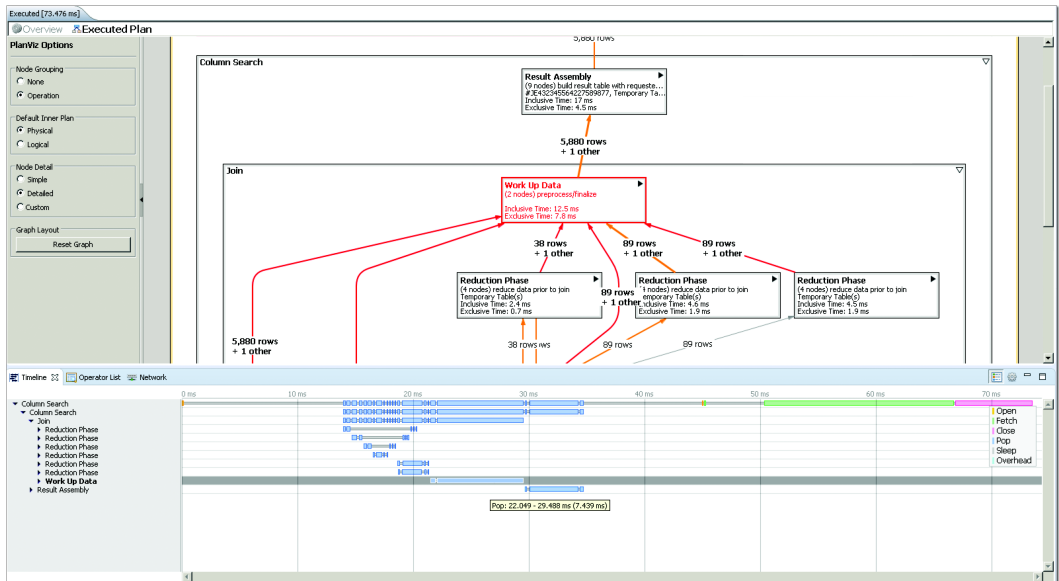 Executed [73.476 ms]
Overview Executed Plan
PlanViz Options
Node Grouping
None
Operation
Default Inner Plan
Physical
Logical
Node Detail
Simple
Detailed
Custom
Graph Layout
Reset Graph
5,880 rows
Column Search
Result Assembly
(9 nodes) build result table with requeste...
#JE432345564227589877, Temporary Ta...
Inclusive Time: 17 ms
Exclusive Time: 4.5 ms
5,880 rows
+ 1 other
Join
Work Up Data
(2 nodes) preprocess/finalize
Inclusive Time: 12.5 ms
Exclusive Time: 7.8 ms
38 rows
+ 1 other
89 rows
+ 1 other
89 rows
+ 1 other
Reduction Phase
(4 nodes) reduce data prior to join
Temporary Table(s)
Inclusive Time: 2.4 ms
Exclusive Time: 0.7 ms
89 rows
+ 1 other
Reduction Phase
(4 nodes) reduce data prior to join
emporary Table(s)
Inclusive Time: 4.6 ms
Exclusive Time: 1.9 ms
Reduction Phase
(4 nodes) reduce data prior to join
Temporary Table(s)
Inclusive Time: 4.5 ms
Exclusive Time: 1.9 ms
5,880 rows
+ 1 other
38 rows
89 rows
89 rows
Timeline Operator List Network
0 ms 10 ms 20 ms 30 ms 40 ms 50 ms 60 ms 70 ms
Column Search
Column Search
Join
Reduction Phase
Reduction Phase
Reduction Phase
Reduction Phase
Reduction Phase
Reduction Phase
Work Up Data
Result Assembly
Open
Fetch
Close
Pop
Sleep
Overhead
Pop: 22.049 - 29.488 ms (7.439 ms)